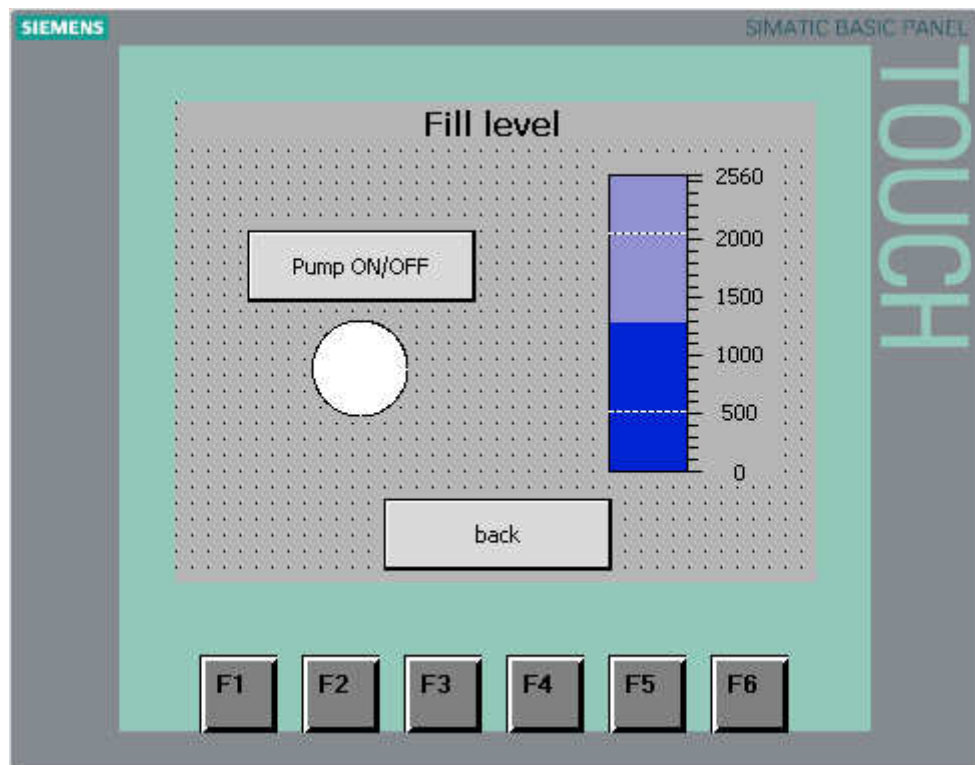 SIEMENS
SIMATIC BASIC PANEL
TOUCH
Fill level
Pump ON/OFF
2560
2000
1500
1000
500
0
back
F1 F2 F3 F4 F5 F6